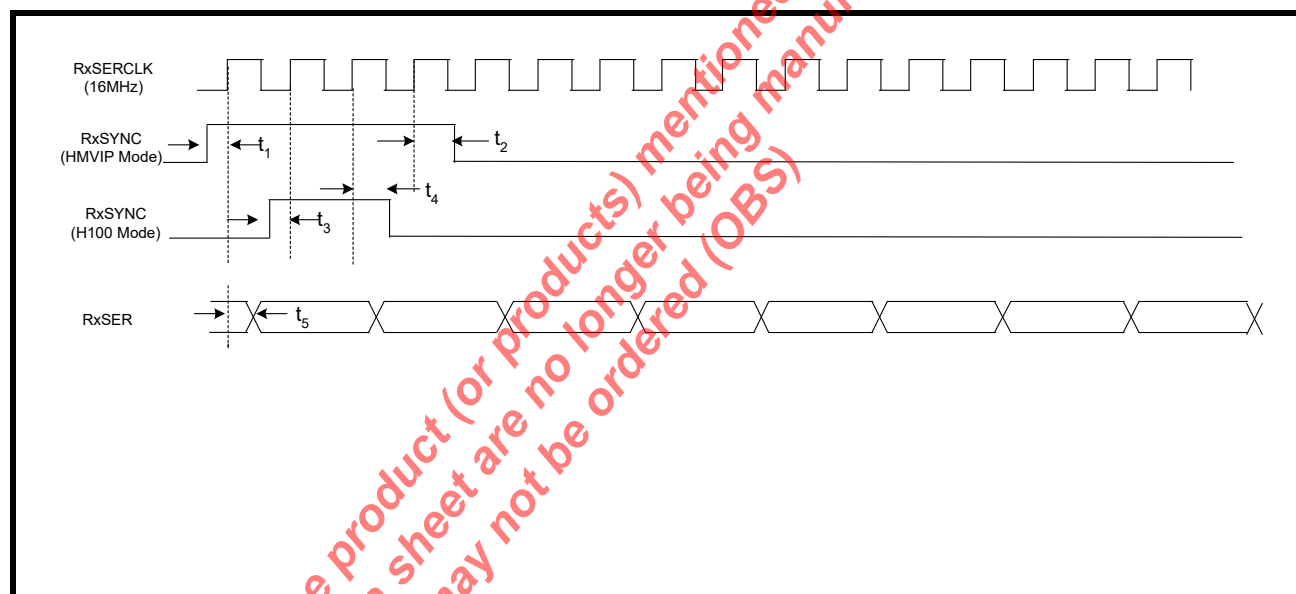 RxSERCLK
(16MHz)
RxSYNC
(HMVIP Mode)
t1
t2
RxSYNC
(H100 Mode)
t3
t4
RxSER
t5
product (or products) mentioned
sheet are no longer being manu
may not be ordered (OBS)